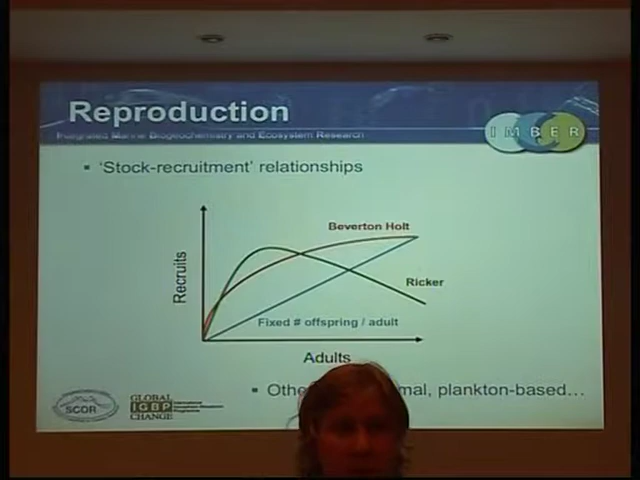 Reproduction
Integrated Marine Biogeochemistry and Ecosystem Research
IMBER
▪ ‘Stock-recruitment’ relationships
Beverton Holt
Recruits
Ricker
Fixed # offspring / adult
Adults
▪ mal, plankton-based…
SCOR
GLOBAL
IGBP
CHANGE